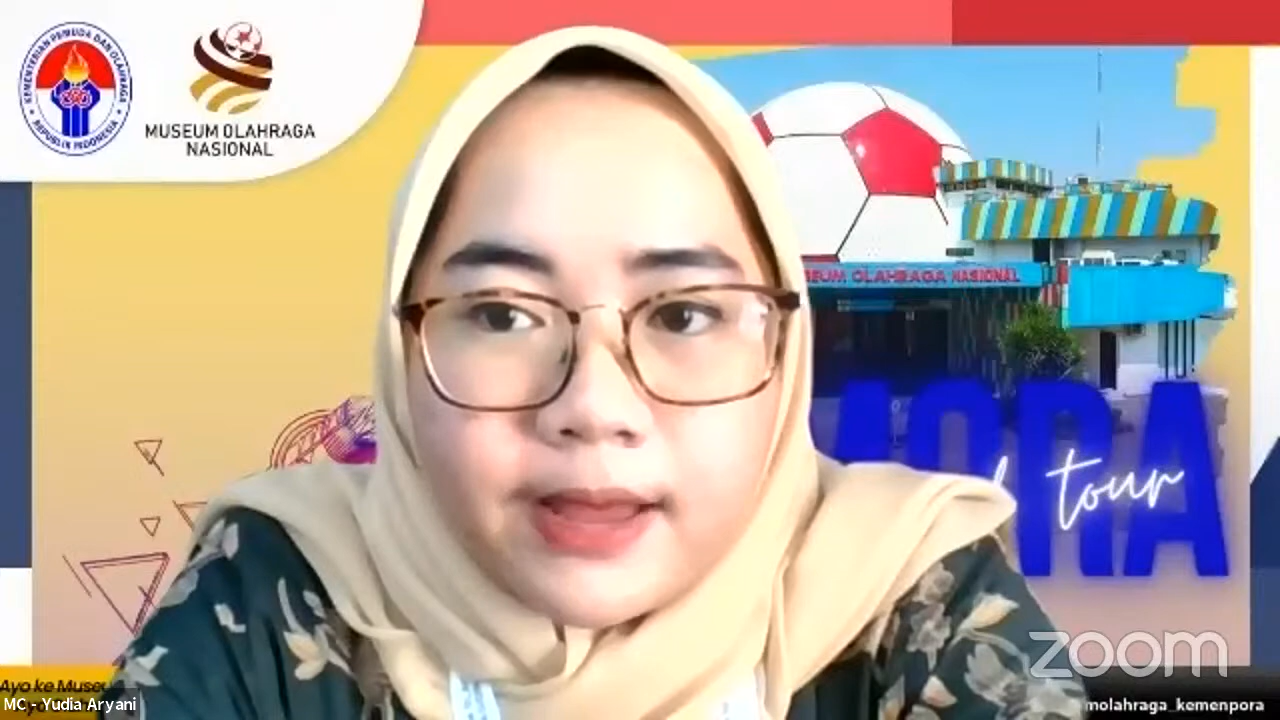 KEMENTERIAN PEMUDA DAN OLAHRAGA
REPUBLIK INDONESIA
MUSEUM OLAHRAGA
NASIONAL
EUM OLAHRAGA NASIONAL
ORA
tour
zoom
Ayo ke Museu
MC - Yudia Aryani
molahraga_kemenpora